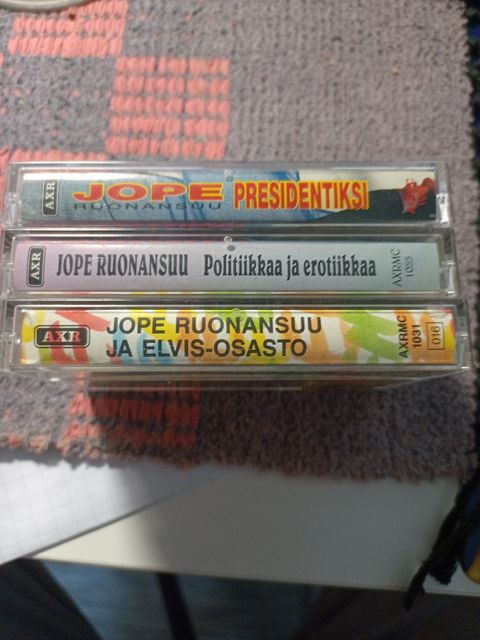 AXR
JOPE PRESIDENTIKSI
RUONANSUU
AXR
JOPE RUONANSUU Politiikkaa ja erotiikkaa
AXRMC
AXR
JOPE RUONANSUU
JA ELVIS-OSASTO
AXRMC
1031
016